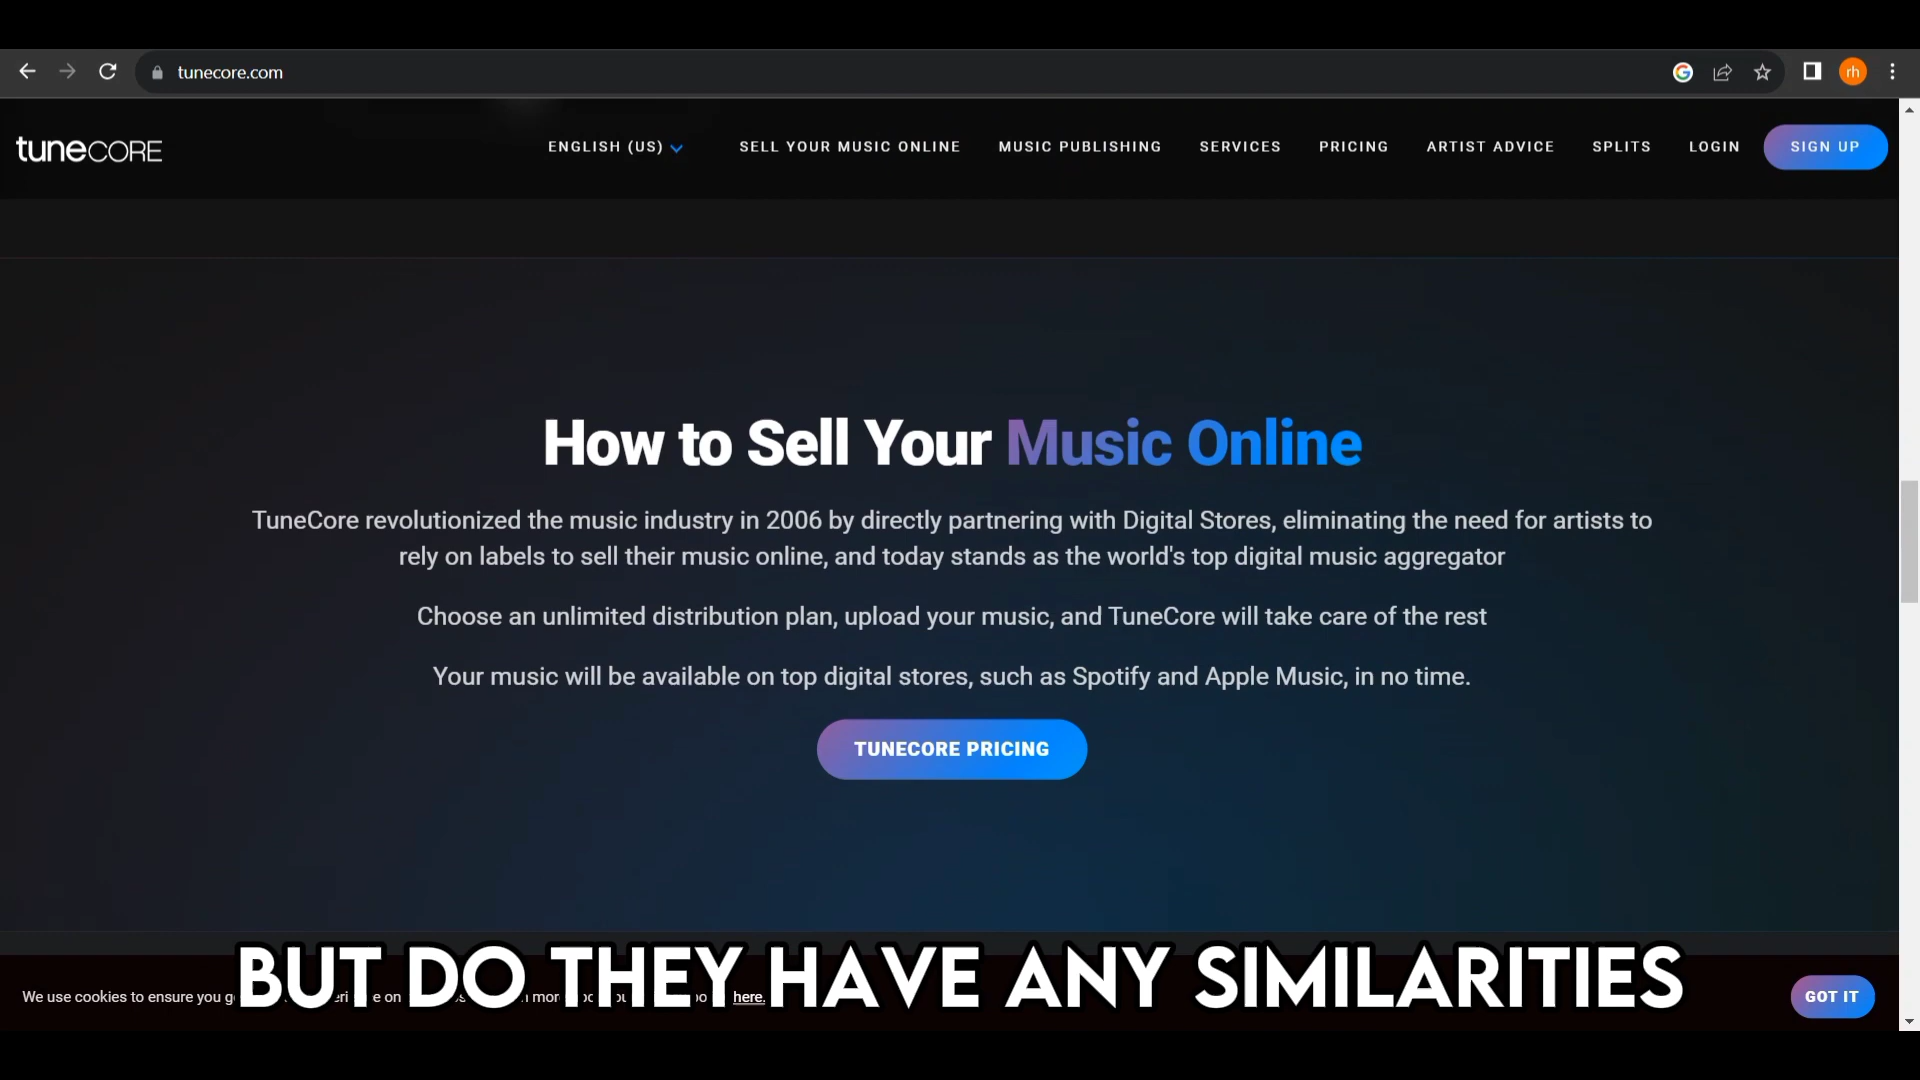 tunecore.com
rh
tuneCORE
ENGLISH (US)
SELL YOUR MUSIC ONLINE
MUSIC PUBLISHING
SERVICES
PRICING
ARTIST ADVICE
SPLITS
LOGIN
SIGN UP
How to Sell Your Music Online
TuneCore revolutionized the music industry in 2006 by directly partnering with Digital Stores, eliminating the need for artists to
rely on labels to sell their music online, and today stands as the world's top digital music aggregator
Choose an unlimited distribution plan, upload your music, and TuneCore will take care of the rest
Your music will be available on top digital stores, such as Spotify and Apple Music, in no time.
TUNECORE PRICING
BUT DO THEY HAVE ANY SIMILARITIES
We use cookies to ensure you on here.
GOT IT